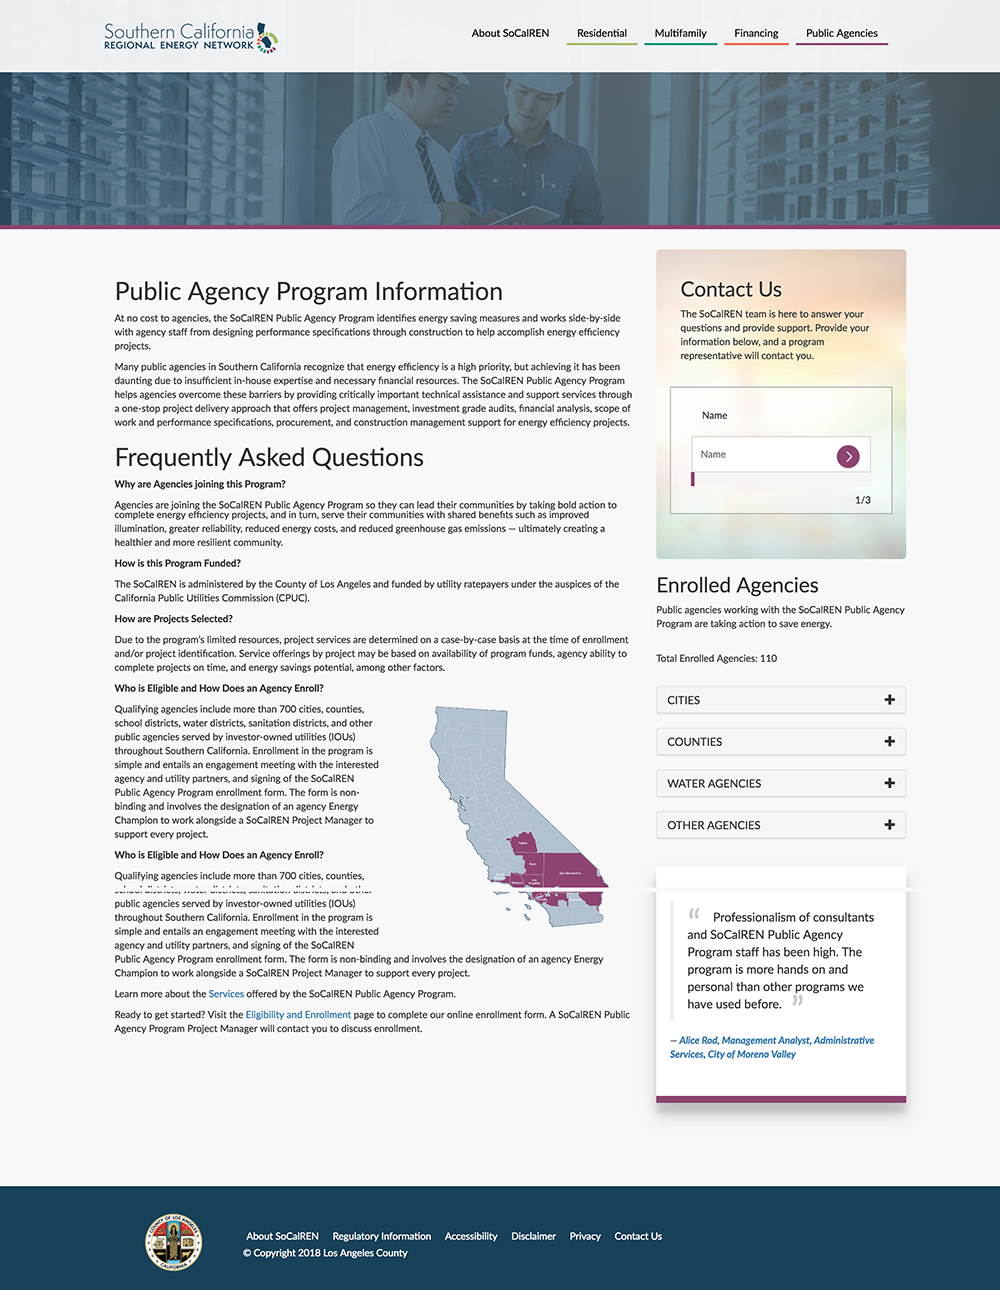 Southern California
REGIONAL ENERGY NETWORK
About SoCalREN
Residential
Multifamily
Financing
Public Agencies
Public Agency Program Information
At no cost to agencies, the SoCalREN Public Agency Program identifies energy saving measures and works side-by-side
with agency staff from designing performance specifications through construction to help accomplish energy efficiency
projects.
Many public agencies in Southern California recognize that energy efficiency is a high priority, but achieving it has been
daunting due to insufficient in-house expertise and necessary financial resources. The SoCalREN Public Agency Program
helps agencies overcome these barriers by providing critically important technical assistance and support services through
a one-stop project delivery approach that offers project management, investment grade audits, financial analysis, scope of
work and performance specifications, procurement, and construction management support for energy efficiency projects.
Frequently Asked Questions
Why are Agencies joining this Program?
Agencies are joining the SoCalREN Public Agency Program so they can lead their communities by taking bold action to
complete energy efficiency projects, and in turn, serve their communities with shared benefits such as improved
illumination, greater reliability, reduced energy costs, and reduced greenhouse gas emissions — ultimately creating a
healthier and more resilient community.
How is this Program Funded?
The SoCalREN is administered by the County of Los Angeles and funded by utility ratepayers under the auspices of the
California Public Utilities Commission (CPUC).
How are Projects Selected?
Due to the program's limited resources, project services are determined on a case-by-case basis at the time of enrollment
and/or project identification. Service offerings by project may be based on availability of program funds, agency ability to
complete projects on time, and energy savings potential, among other factors.
Who is Eligible and How Does an Agency Enroll?
Qualifying agencies include more than 700 cities, counties,
school districts, water districts, sanitation districts, and other
public agencies served by investor-owned utilities (IOUs)
throughout Southern California. Enrollment in the program is
simple and entails an engagement meeting with the interested
agency and utility partners, and signing of the SoCalREN
Public Agency Program enrollment form. The form is non-
binding and involves the designation of an agency Energy
Champion to work alongside a SoCalREN Project Manager to
support every project.
Who is Eligible and How Does an Agency Enroll?
Qualifying agencies include more than 700 cities, counties,
school districts, water districts, sanitation districts, and other
public agencies served by investor-owned utilities (IOUs)
throughout Southern California. Enrollment in the program is
simple and entails an engagement meeting with the interested
agency and utility partners, and signing of the SoCalREN
Public Agency Program enrollment form. The form is non-binding and involves the designation of an agency Energy
Champion to work alongside a SoCalREN Project Manager to support every project.
Learn more about the Services offered by the SoCalREN Public Agency Program.
Ready to get started? Visit the Eligibility and Enrollment page to complete our online enrollment form. A SoCalREN Public
Agency Program Project Manager will contact you to discuss enrollment.
San Bernardino
Contact Us
The SoCalREN team is here to answer your
questions and provide support. Provide your
information below, and a program
representative will contact you.
Name
Name
1/3
Enrolled Agencies
Public agencies working with the SoCalREN Public Agency
Program are taking action to save energy.
Total Enrolled Agencies: 110
CITIES
COUNTIES
WATER AGENCIES
OTHER AGENCIES
“ Professionalism of consultants
and SoCalREN Public Agency
Program staff has been high. The
program is more hands on and
personal than other programs we
have used before. ”
— Alice Rod, Management Analyst, Administrative
Services, City of Moreno Valley
COUNTY OF LOS ANGELES
CALIFORNIA
About SoCalREN
Regulatory Information
Accessibility
Disclaimer
Privacy
Contact Us
© Copyright 2018 Los Angeles County